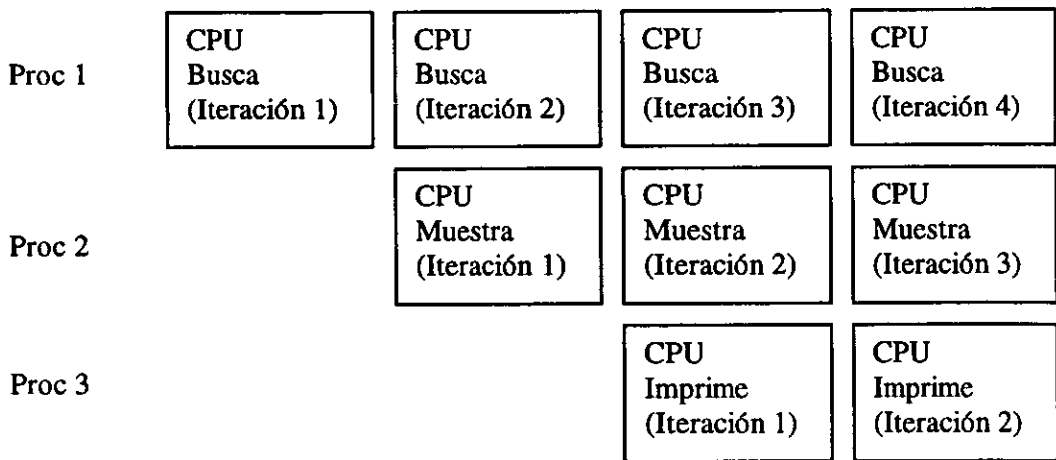 Proc 1
CPU
Busca
(Iteración 1)
CPU
Busca
(Iteración 2)
CPU
Busca
(Iteración 3)
CPU
Busca
(Iteración 4)
Proc 2
CPU
Muestra
(Iteración 1)
CPU
Muestra
(Iteración 2)
CPU
Muestra
(Iteración 3)
Proc 3
CPU
Imprime
(Iteración 1)
CPU
Imprime
(Iteración 2)